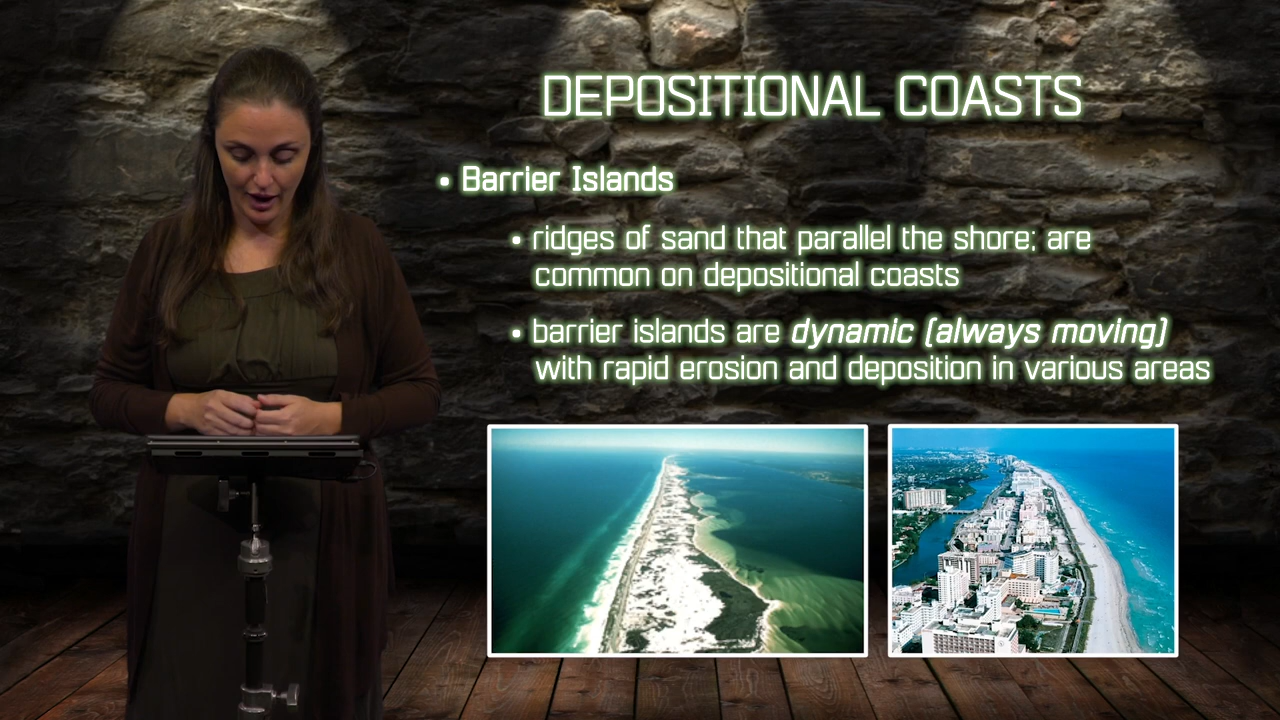 DEPOSITIONAL COASTS
• Barrier Islands
• ridges of sand that parallel the shore; are
common on depositional coasts
• barrier islands are dynamic (always moving)
with rapid erosion and deposition in various areas